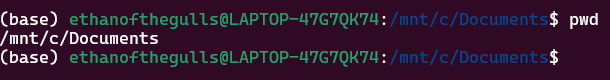 (base) ethanofthegulls@LAPTOP-47G7QK74:/mnt/c/Documents$ pwd
/mnt/c/Documents
(base) ethanofthegulls@LAPTOP-47G7QK74:/mnt/c/Documents$